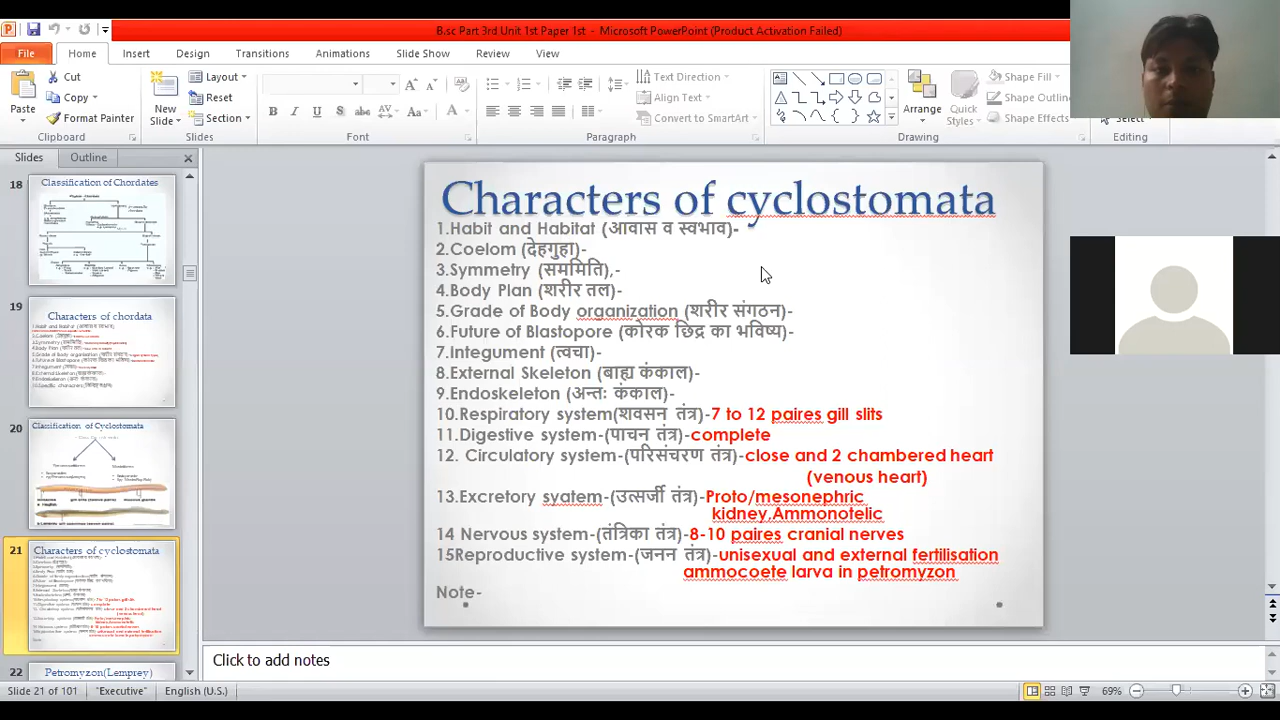 B.sc Part 3rd Unit 1st Paper 1st - Microsoft PowerPoint (Product Activation Failed)
File Home Insert Design Transitions Animations Slide Show Review View
Cut
Copy
Format Painter
Paste
Clipboard
New
Slide
Layout
Reset
Section
Slides
Font
Text Direction
Align Text
Convert to SmartArt
Paragraph
Arrange
Quick
Styles
Shape Fill
Shape Outline
Shape Effects
Drawing
Select
Editing
Slides Outline
18
Classification of Chordates
19
Characters of chordata
20
Classification of Cyclostomata
21
Characters of cyclostomata
22
Petromyzon(Lemprey)
Characters of cyclostomata
1.Habit and Habitat (आवास व स्वभाव)-
2.Coelom (देहगुहा)-
3.Symmetry (सममिति),-
4.Body Plan (शरीर तल)-
5.Grade of Body organization (शरीर संगठन)-
6.Future of Blastopore (कोरक छिद्र का भविष्य)-
7.Integument (त्वचा)-
8.External Skeleton (बाह्य कंकाल)-
9.Endoskeleton (अन्तः कंकाल)-
10.Respiratory system(शवसन तंत्र)-7 to 12 paires gill slits
11.Digestive system-(पाचन तंत्र)-complete
12. Circulatory system-(परिसंचरण तंत्र)-close and 2 chambered heart
(venous heart)
13.Excretory syatem-(उत्सर्जी तंत्र)-Proto/mesonephric
kidney,Ammonotelic
14 Nervous system-(तंत्रिका तंत्र)-8-10 paires cranial nerves
15Reproductive system-(जनन तंत्र)-unisexual and external fertilisation
ammocoete larva in petromyzon
Note-
Click to add notes
Slide 21 of 101 "Executive" English (U.S.) 69%